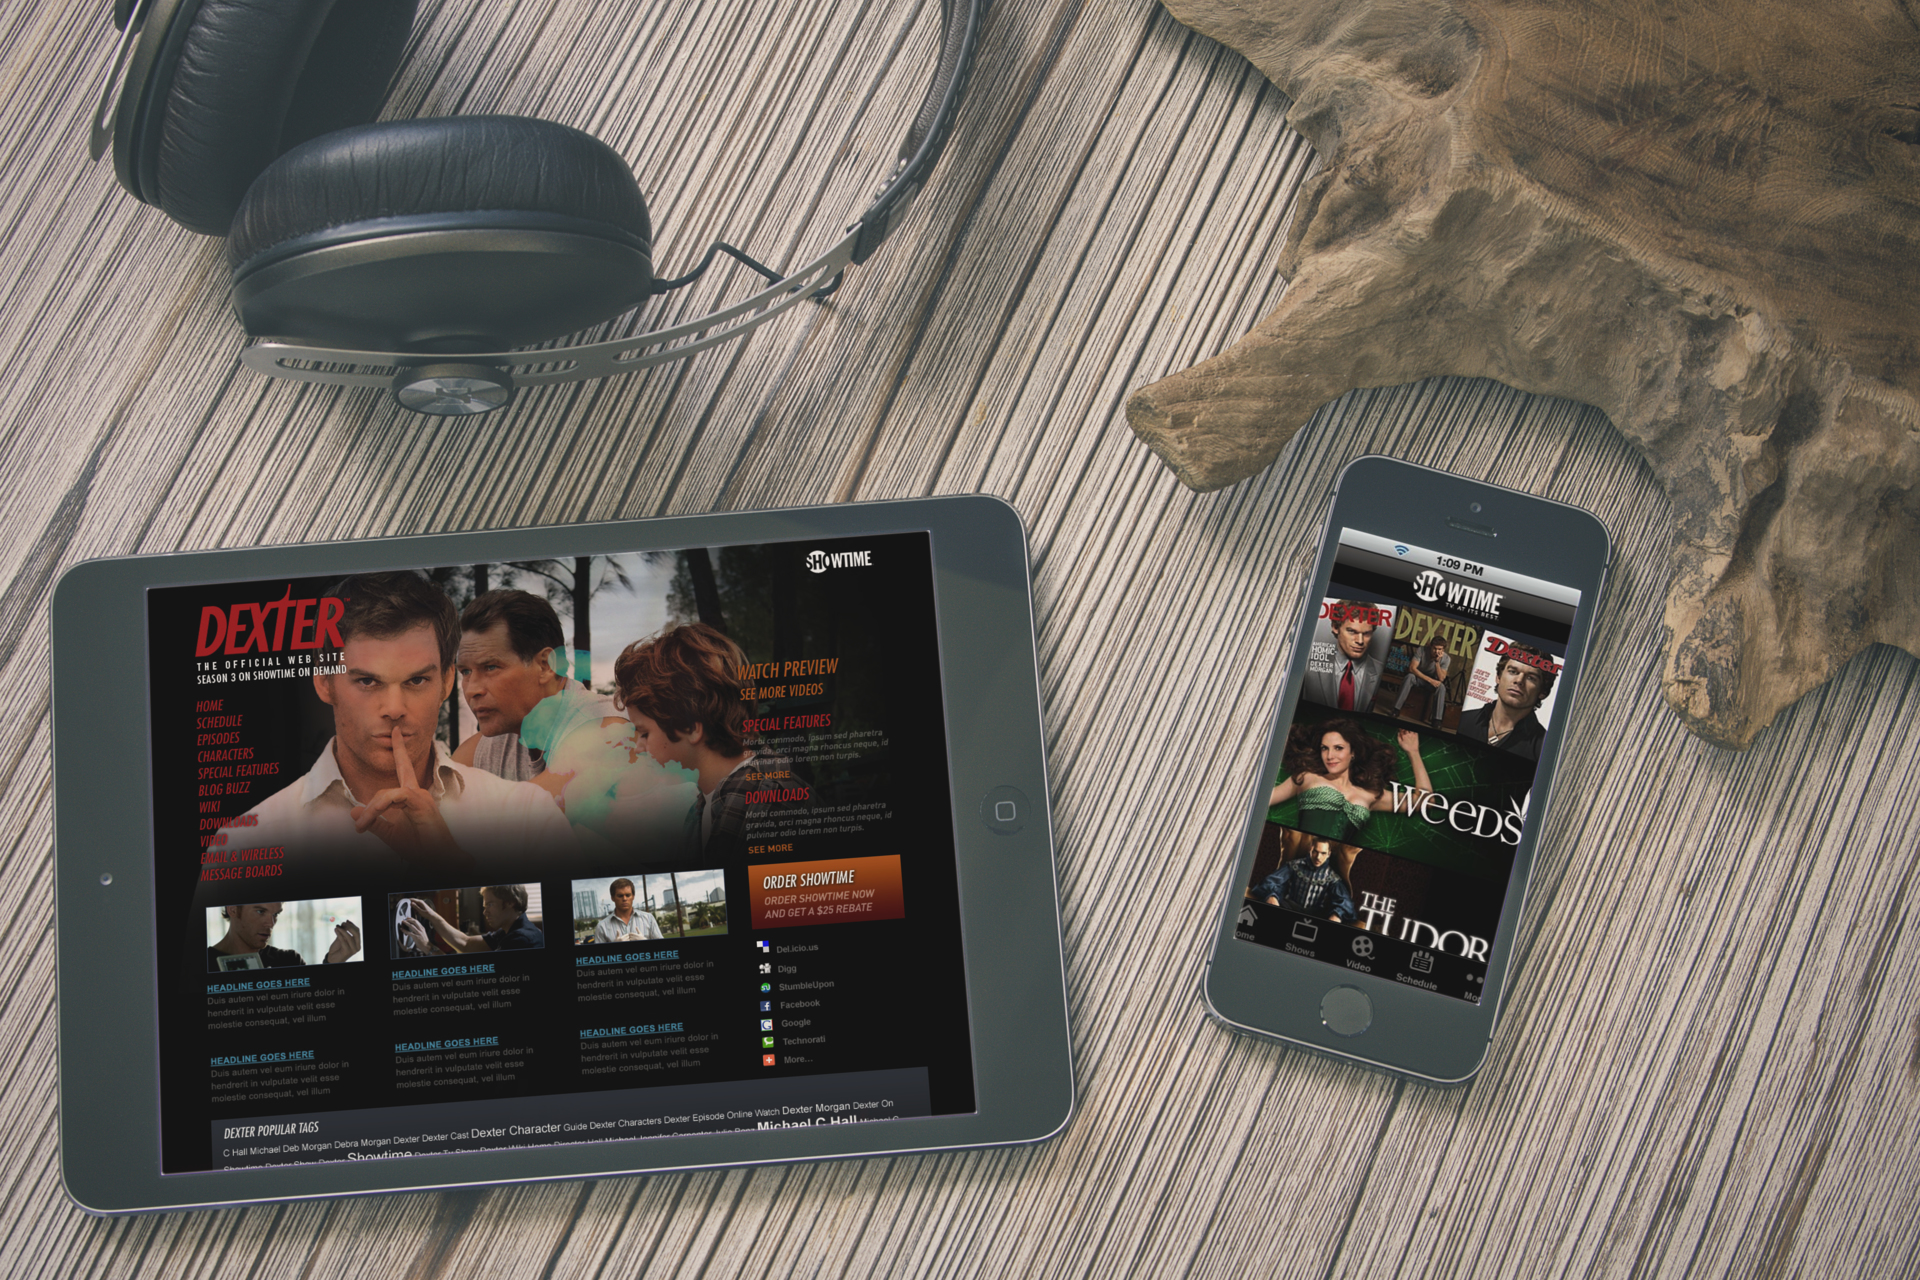 SHOWTIME
DEXTER
THE OFFICIAL WEB SITE
SEASON 3 ON SHOWTIME ON DEMAND
HOME
SCHEDULE
EPISODES
CHARACTERS
SPECIAL FEATURES
BLOG BUZZ
WIKI
DOWNLOADS
VIDEO
EMAIL & WIRELESS
MESSAGE BOARDS
WATCH PREVIEW
SEE MORE VIDEOS
SPECIAL FEATURES
Morbi commodo, ipsum sed pharetra
gravida, orci magna rhoncus neque, id
pulvinar odio lorem non turpis.
SEE MORE
DOWNLOADS
Morbi commodo, ipsum sed pharetra
gravida, orci magna rhoncus neque, id
pulvinar odio lorem non turpis.
SEE MORE
ORDER SHOWTIME
ORDER SHOWTIME NOW
AND GET A $25 REBATE
Del.icio.us
Digg
StumbleUpon
Facebook
Google
Technorati
More...
HEADLINE GOES HERE
Duis autem vel eum iriure dolor in
hendrerit in vulputate velit esse
molestie consequat, vel illum
HEADLINE GOES HERE
Duis autem vel eum iriure dolor in
hendrerit in vulputate velit esse
molestie consequat, vel illum
HEADLINE GOES HERE
Duis autem vel eum iriure dolor in
hendrerit in vulputate velit esse
molestie consequat, vel illum
HEADLINE GOES HERE
Duis autem vel eum iriure dolor in
hendrerit in vulputate velit esse
molestie consequat, vel illum
HEADLINE GOES HERE
Duis autem vel eum iriure dolor in
hendrerit in vulputate velit esse
molestie consequat, vel illum
HEADLINE GOES HERE
Duis autem vel eum iriure dolor in
hendrerit in vulputate velit esse
molestie consequat, vel illum
DEXTER POPULAR TAGS
C Hall Michael Deb Morgan Debra Morgan Dexter Dexter Cast Dexter Character Guide Dexter Characters Dexter Episode Online Watch Dexter Morgan Dexter On
Michael C Hall
Showtime
1:09 PM
SHOWTIME
TV AT ITS BEST.
DEXTER
DEXTER
MORGAN
DEXTER
Dexter
WEEDS
THE
TUDOR
ome
Shows
Video
Schedule
Mor